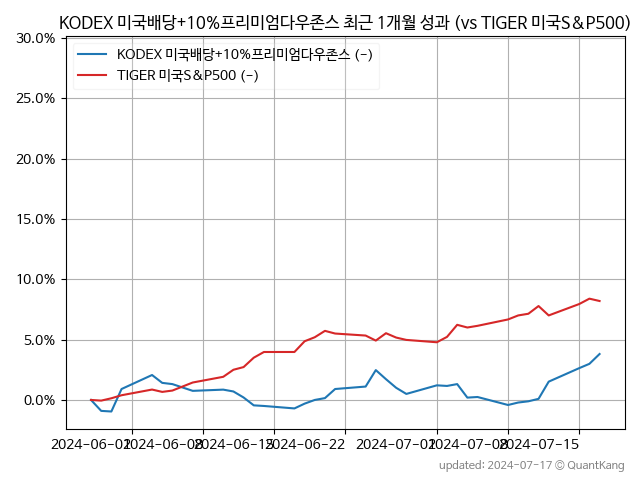 KODEX 미국배당+10%프리미엄다우존스 최근 1개월 성과 (vs TIGER 미국S&P500)
KODEX 미국배당+10%프리미엄다우존스 (-)
TIGER 미국S&P500 (-)
30.0%
25.0%
20.0%
15.0%
10.0%
5.0%
0.0%
2024-06-01 2024-06-08 2024-06-15 2024-06-22 2024-07-01 2024-07-08 2024-07-15
updated: 2024-07-17 © QuantKang